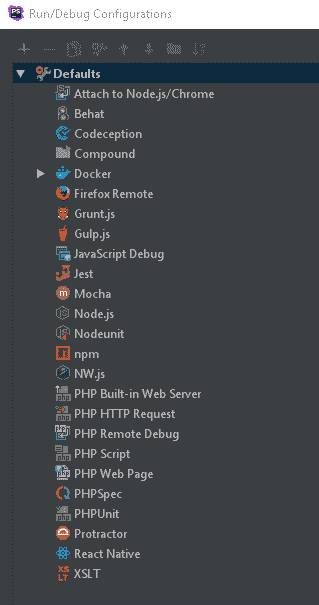 PS Run/Debug Configurations
Defaults
Attach to Node.js/Chrome
Behat
Codeception
Compound
Docker
Firefox Remote
Grunt.js
Gulp.js
JavaScript Debug
Jest
Mocha
Node.js
Nodeunit
npm
NW.js
PHP Built-in Web Server
PHP HTTP Request
PHP Remote Debug
PHP Script
PHP Web Page
PHPSpec
PHPUnit
Protractor
React Native
XSLT